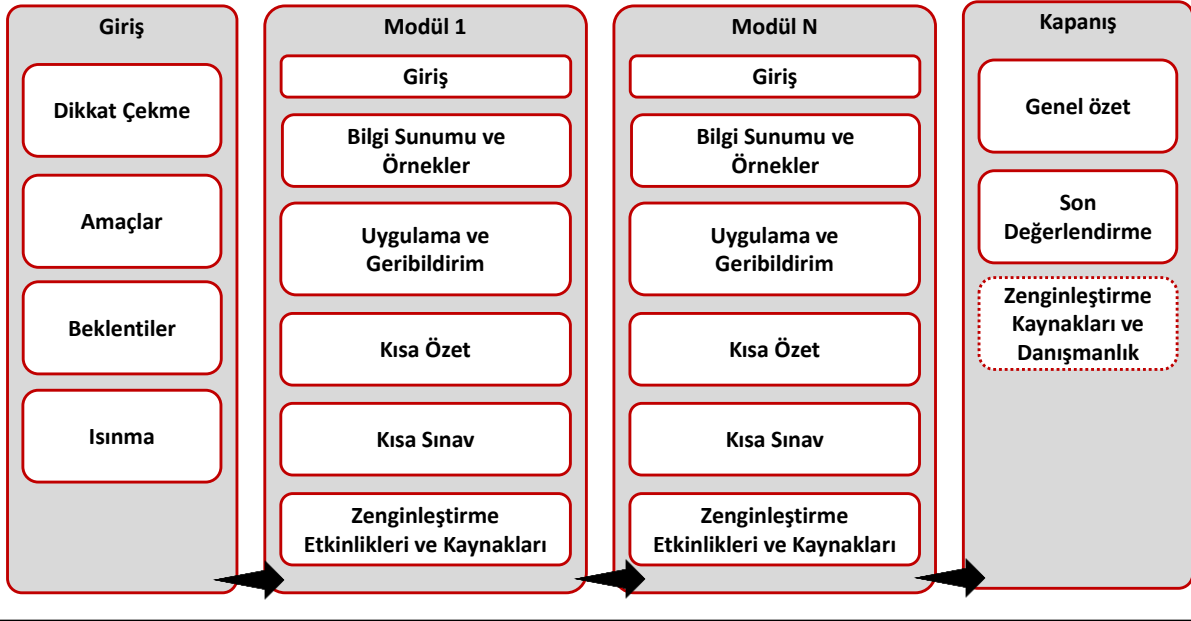 Giriş
Dikkat Çekme
Amaçlar
Beklentiler
Isınma
Modül 1
Giriş
Bilgi Sunumu ve
Örnekler
Uygulama ve
Geribildirim
Kısa Özet
Kısa Sınav
Zenginleştirme
Etkinlikleri ve Kaynakları
Modül N
Giriş
Bilgi Sunumu ve
Örnekler
Uygulama ve
Geribildirim
Kısa Özet
Kısa Sınav
Zenginleştirme
Etkinlikleri ve Kaynakları
Kapanış
Genel özet
Son
Değerlendirme
Zenginleştirme
Kaynakları ve
Danışmanlık